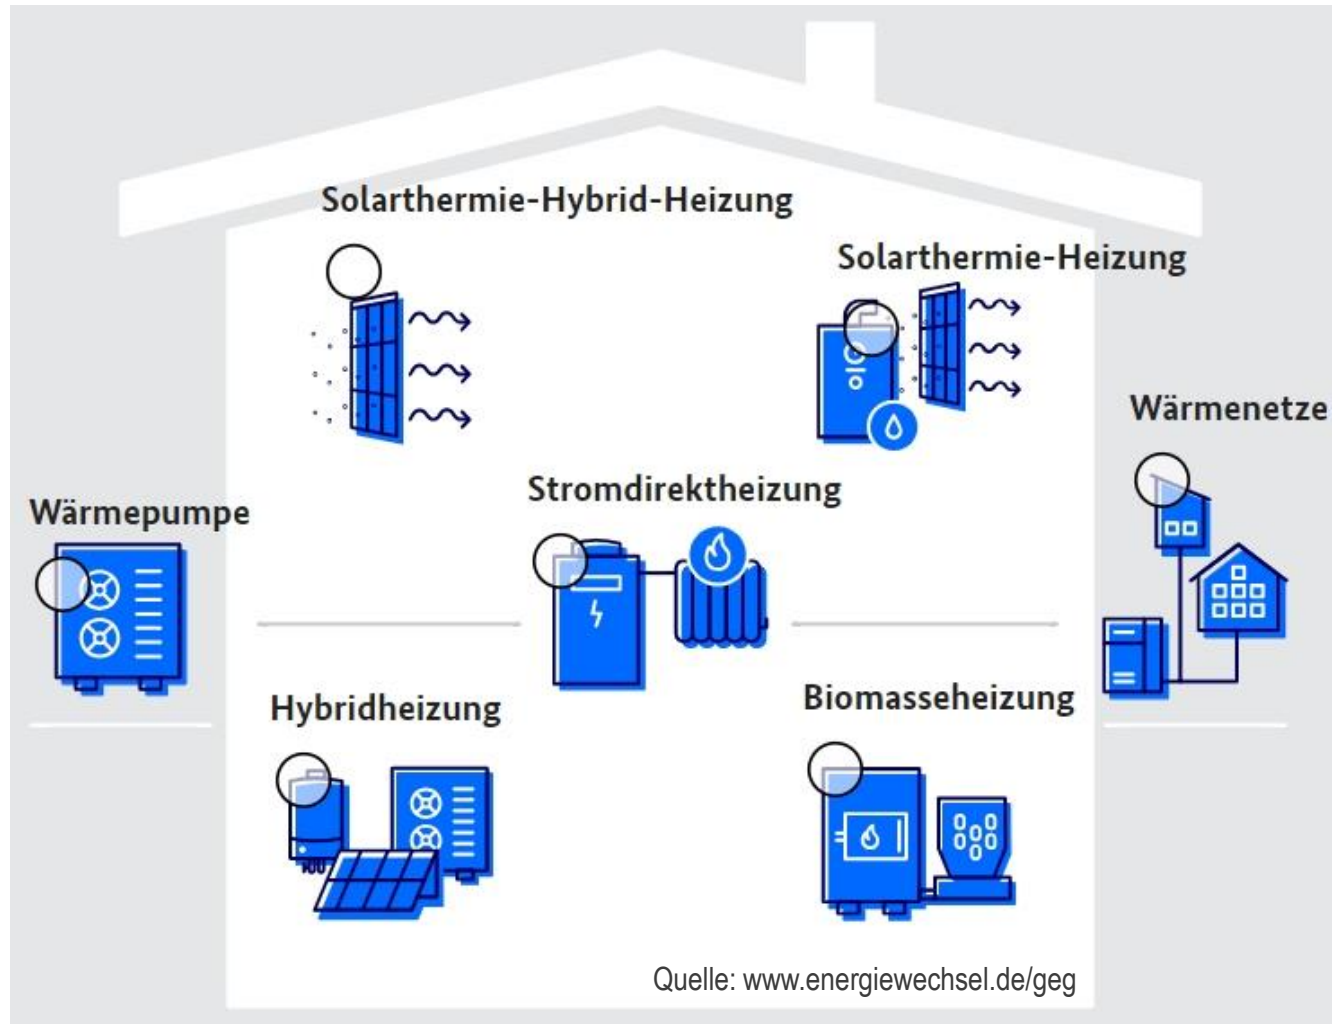 Solarthermie-Hybrid-Heizung
Solarthermie-Heizung
Wärmenetze
Stromdirektheizung
Wärmepumpe
Biomasseheizung
Hybridheizung
Quelle: www.energiewechsel.de/geg